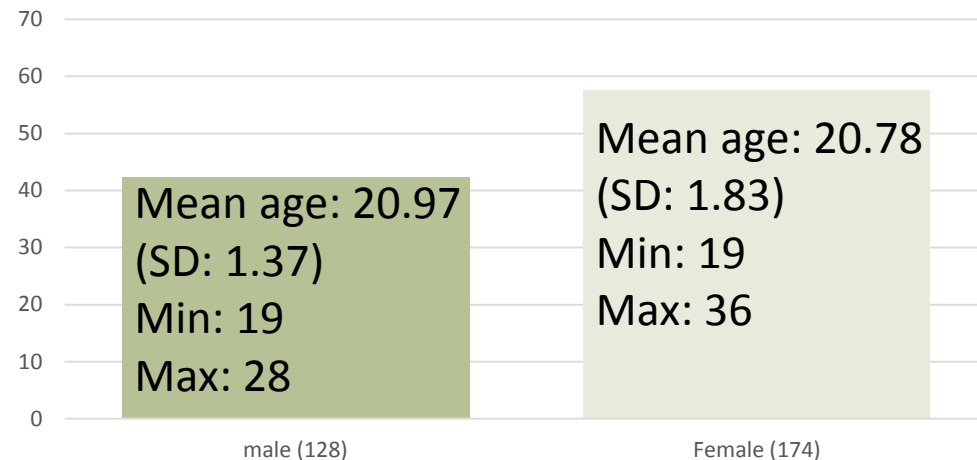 70
60
50
40
30
20
10
0
Mean age: 20.97
(SD: 1.37)
Min: 19
Max: 28
Mean age: 20.78
(SD: 1.83)
Min: 19
Max: 36
male (128)
Female (174)